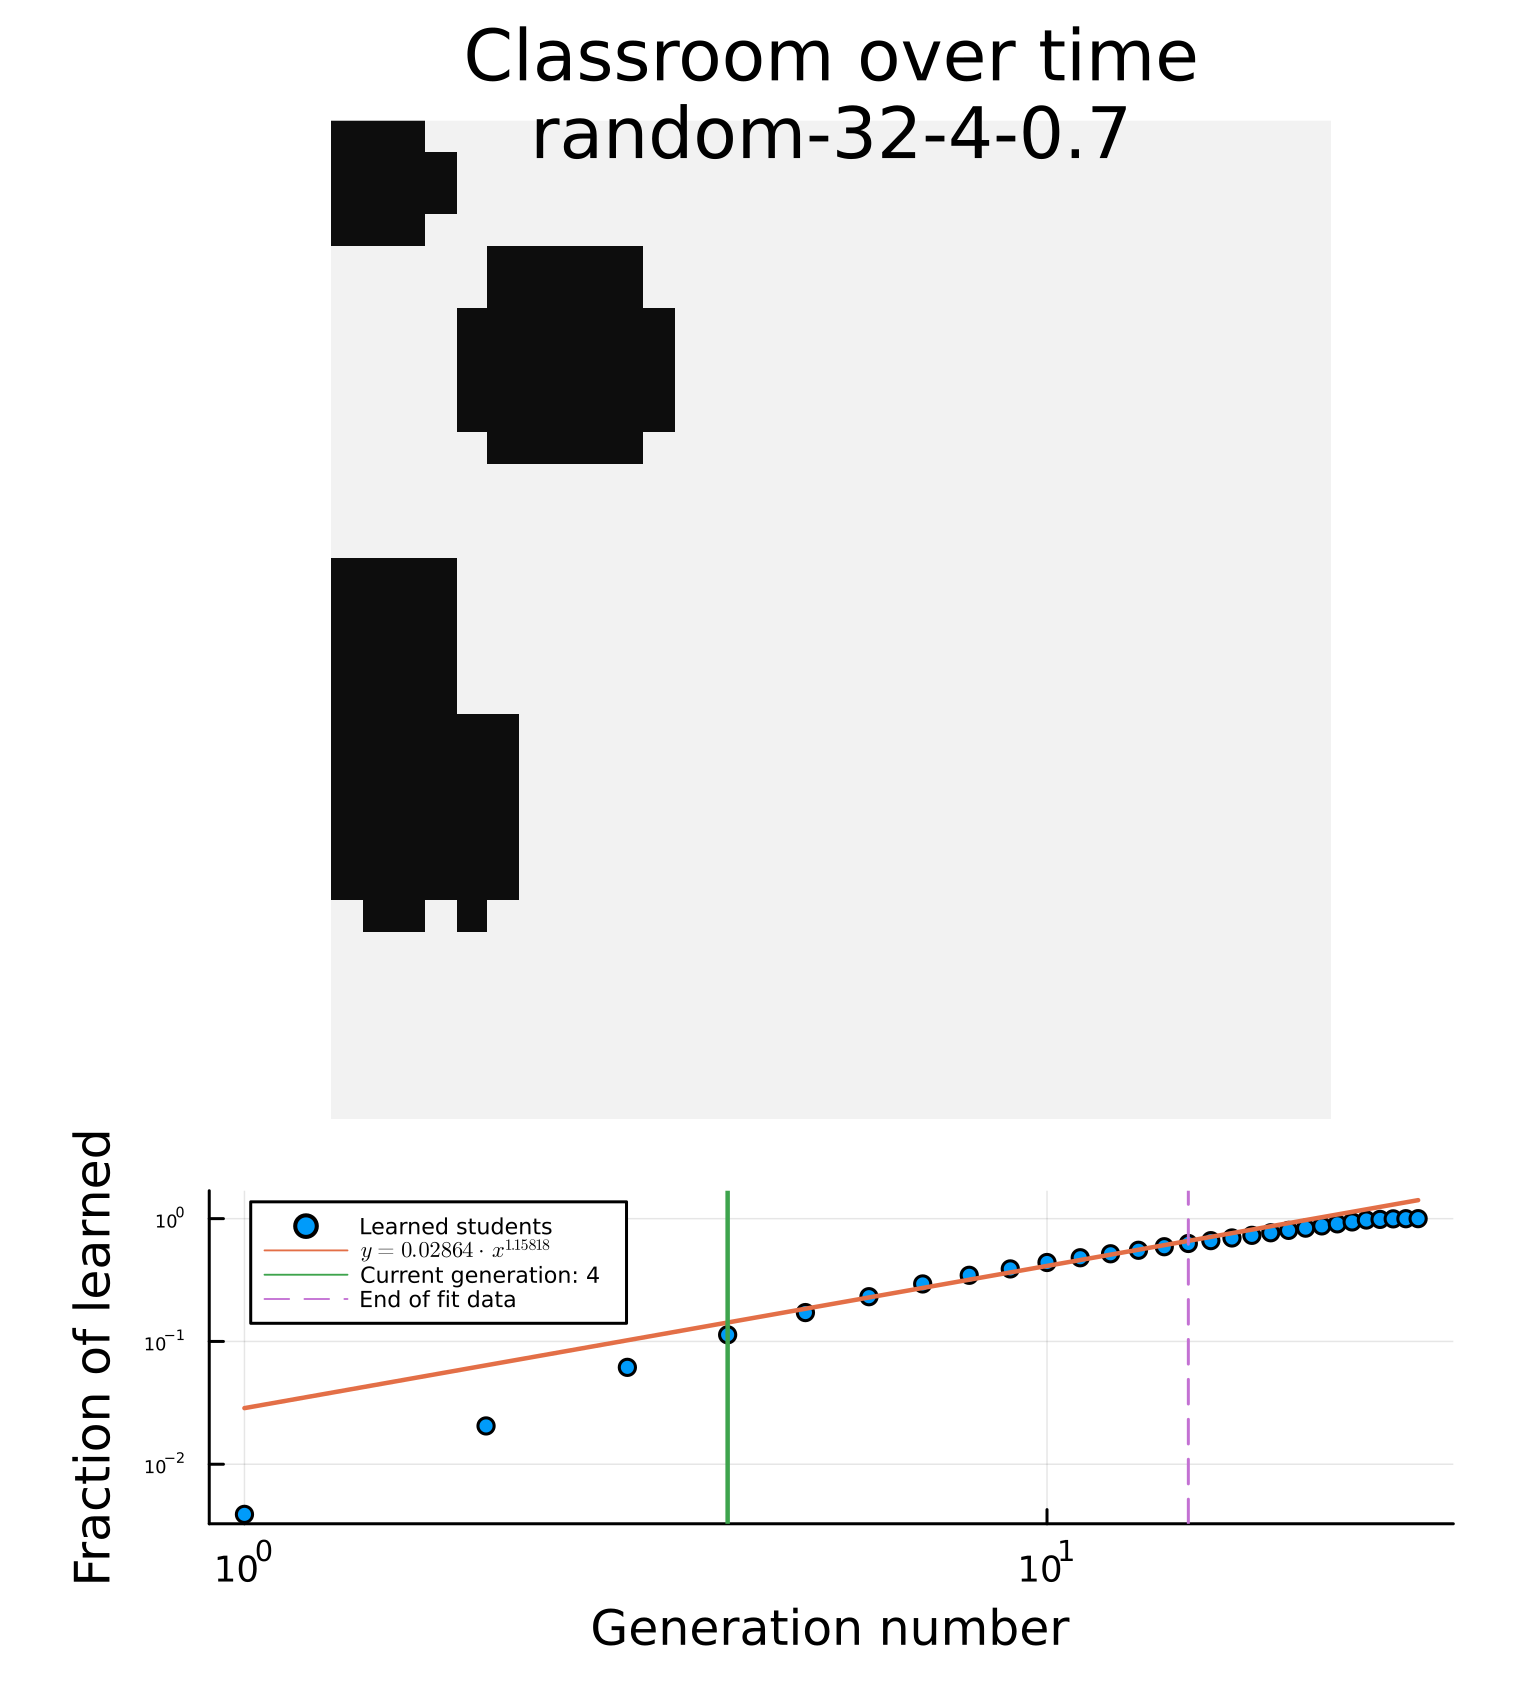 Classroom over time
random-32-4-0.7
Fraction of learned
10^0
10^-1
10^-2
Learned students
y = 0.02864 · x^1.15818
Current generation: 4
End of fit data
10^0
10^1
Generation number